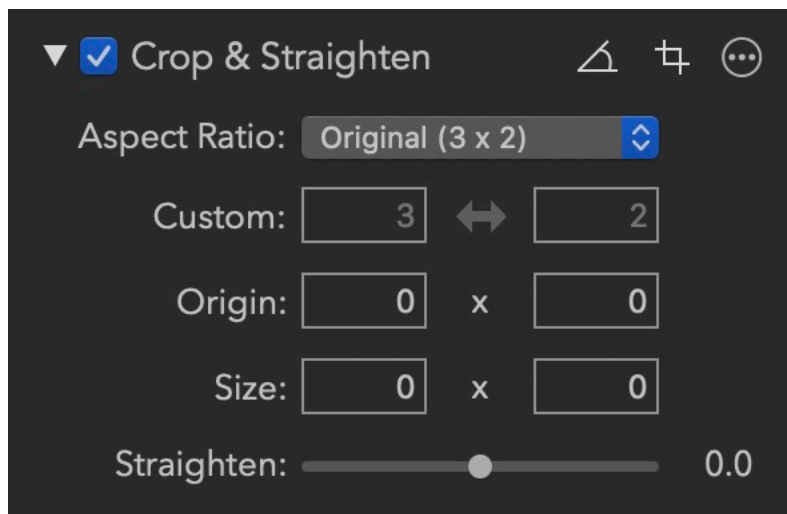 Crop & Straighten
Aspect Ratio: Original (3 x 2)
Custom: 3 2
Origin: 0 x 0
Size: 0 x 0
Straighten: 0.0